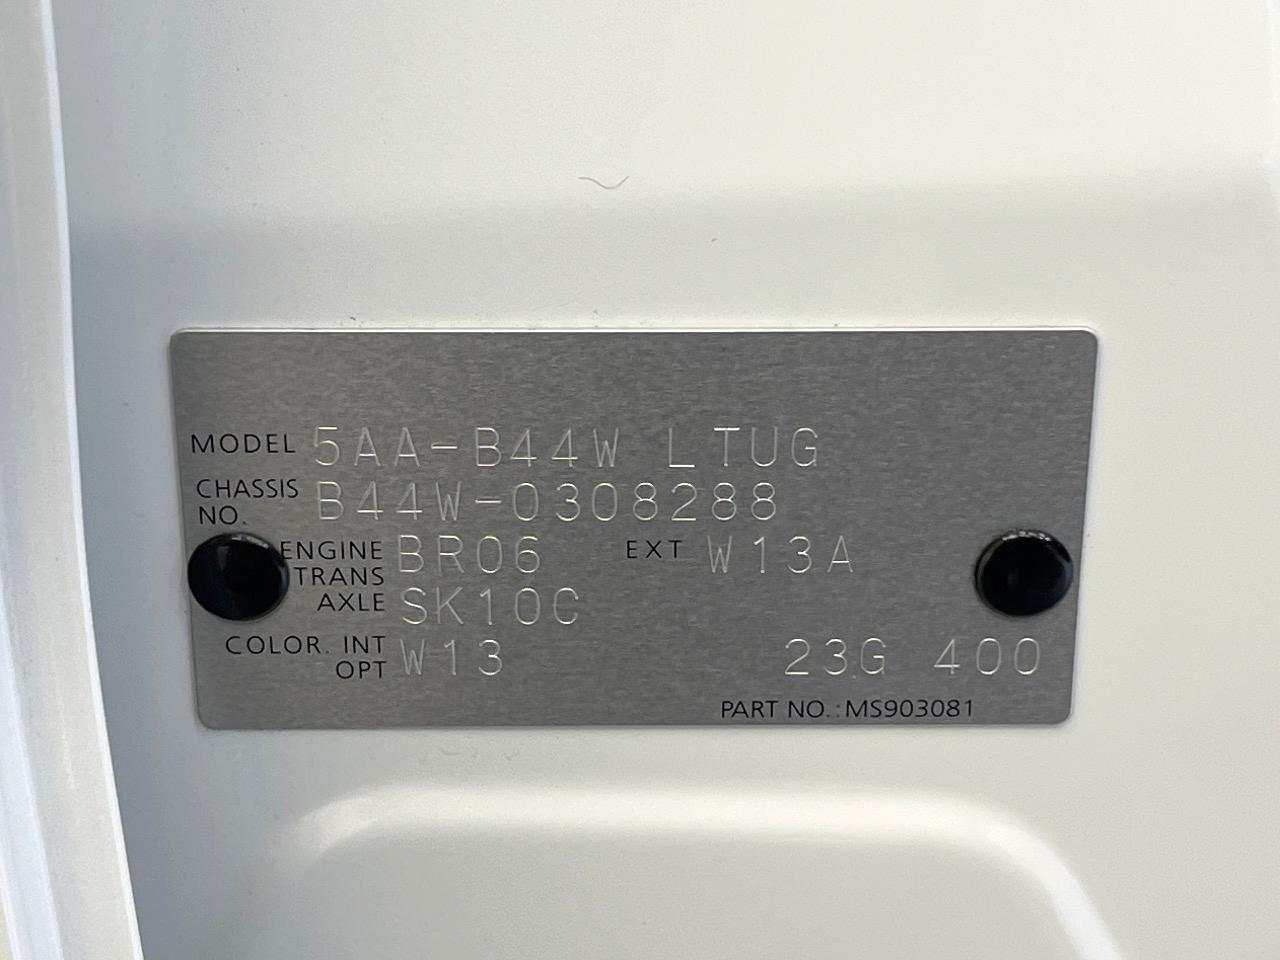 MODEL 5AA-B44W LTUG
CHASSIS NO. B44W-0308288
ENGINE BR06 EXT W13A
TRANS AXLE SK10C
COLOR. INT OPT W13 23G 400
PART NO.: MS903081